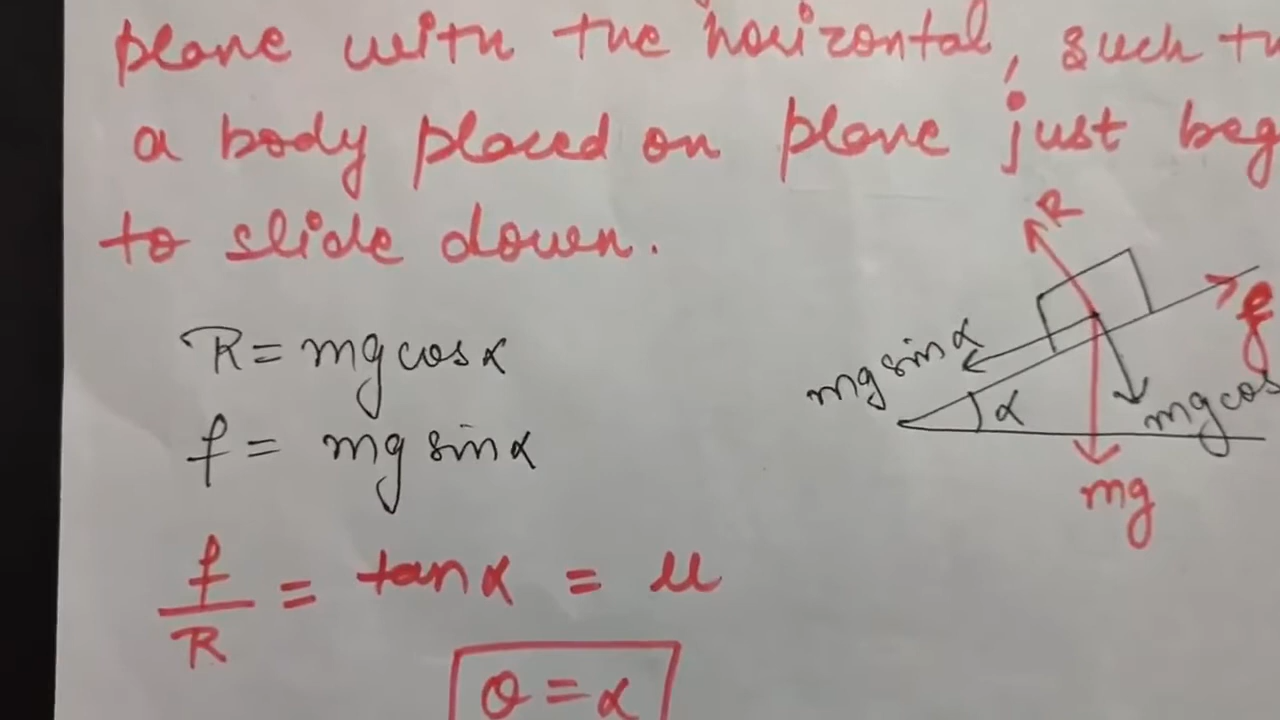 plane with the horizontal, such
a body placed on plane just beg
to slide down.
R = mg cos α
f = mg sin α
f/R = tan α = μ
θ = α
R
f
mg sin α
α
mg cos
mg